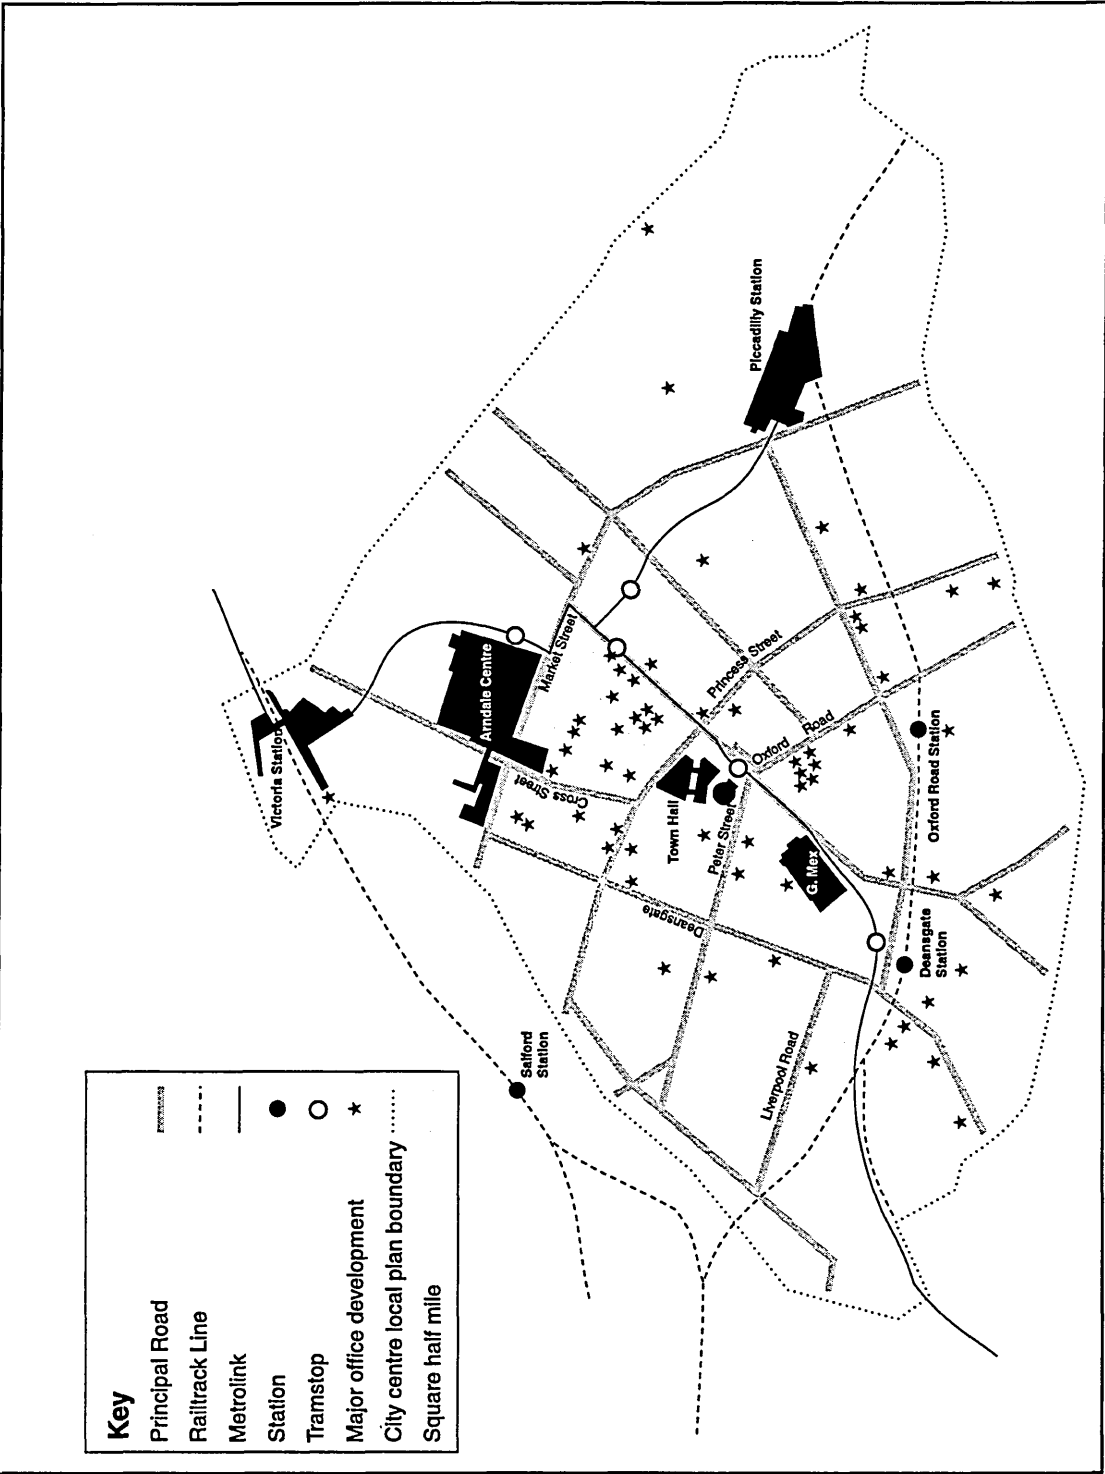 Key
Principal Road
Railtrack Line
Metrolink
Station
Tramstop
Major office development
City centre local plan boundary
Square half mile
Victoria Station
Salford
Station
Arndale Centre
Market Street
Cross Street
Town Hall
Princess Street
Deansgate
Peter Street
Oxford Road
Piccadilly Station
G. Mex
Liverpool Road
Deansgate
Station
Oxford Road Station